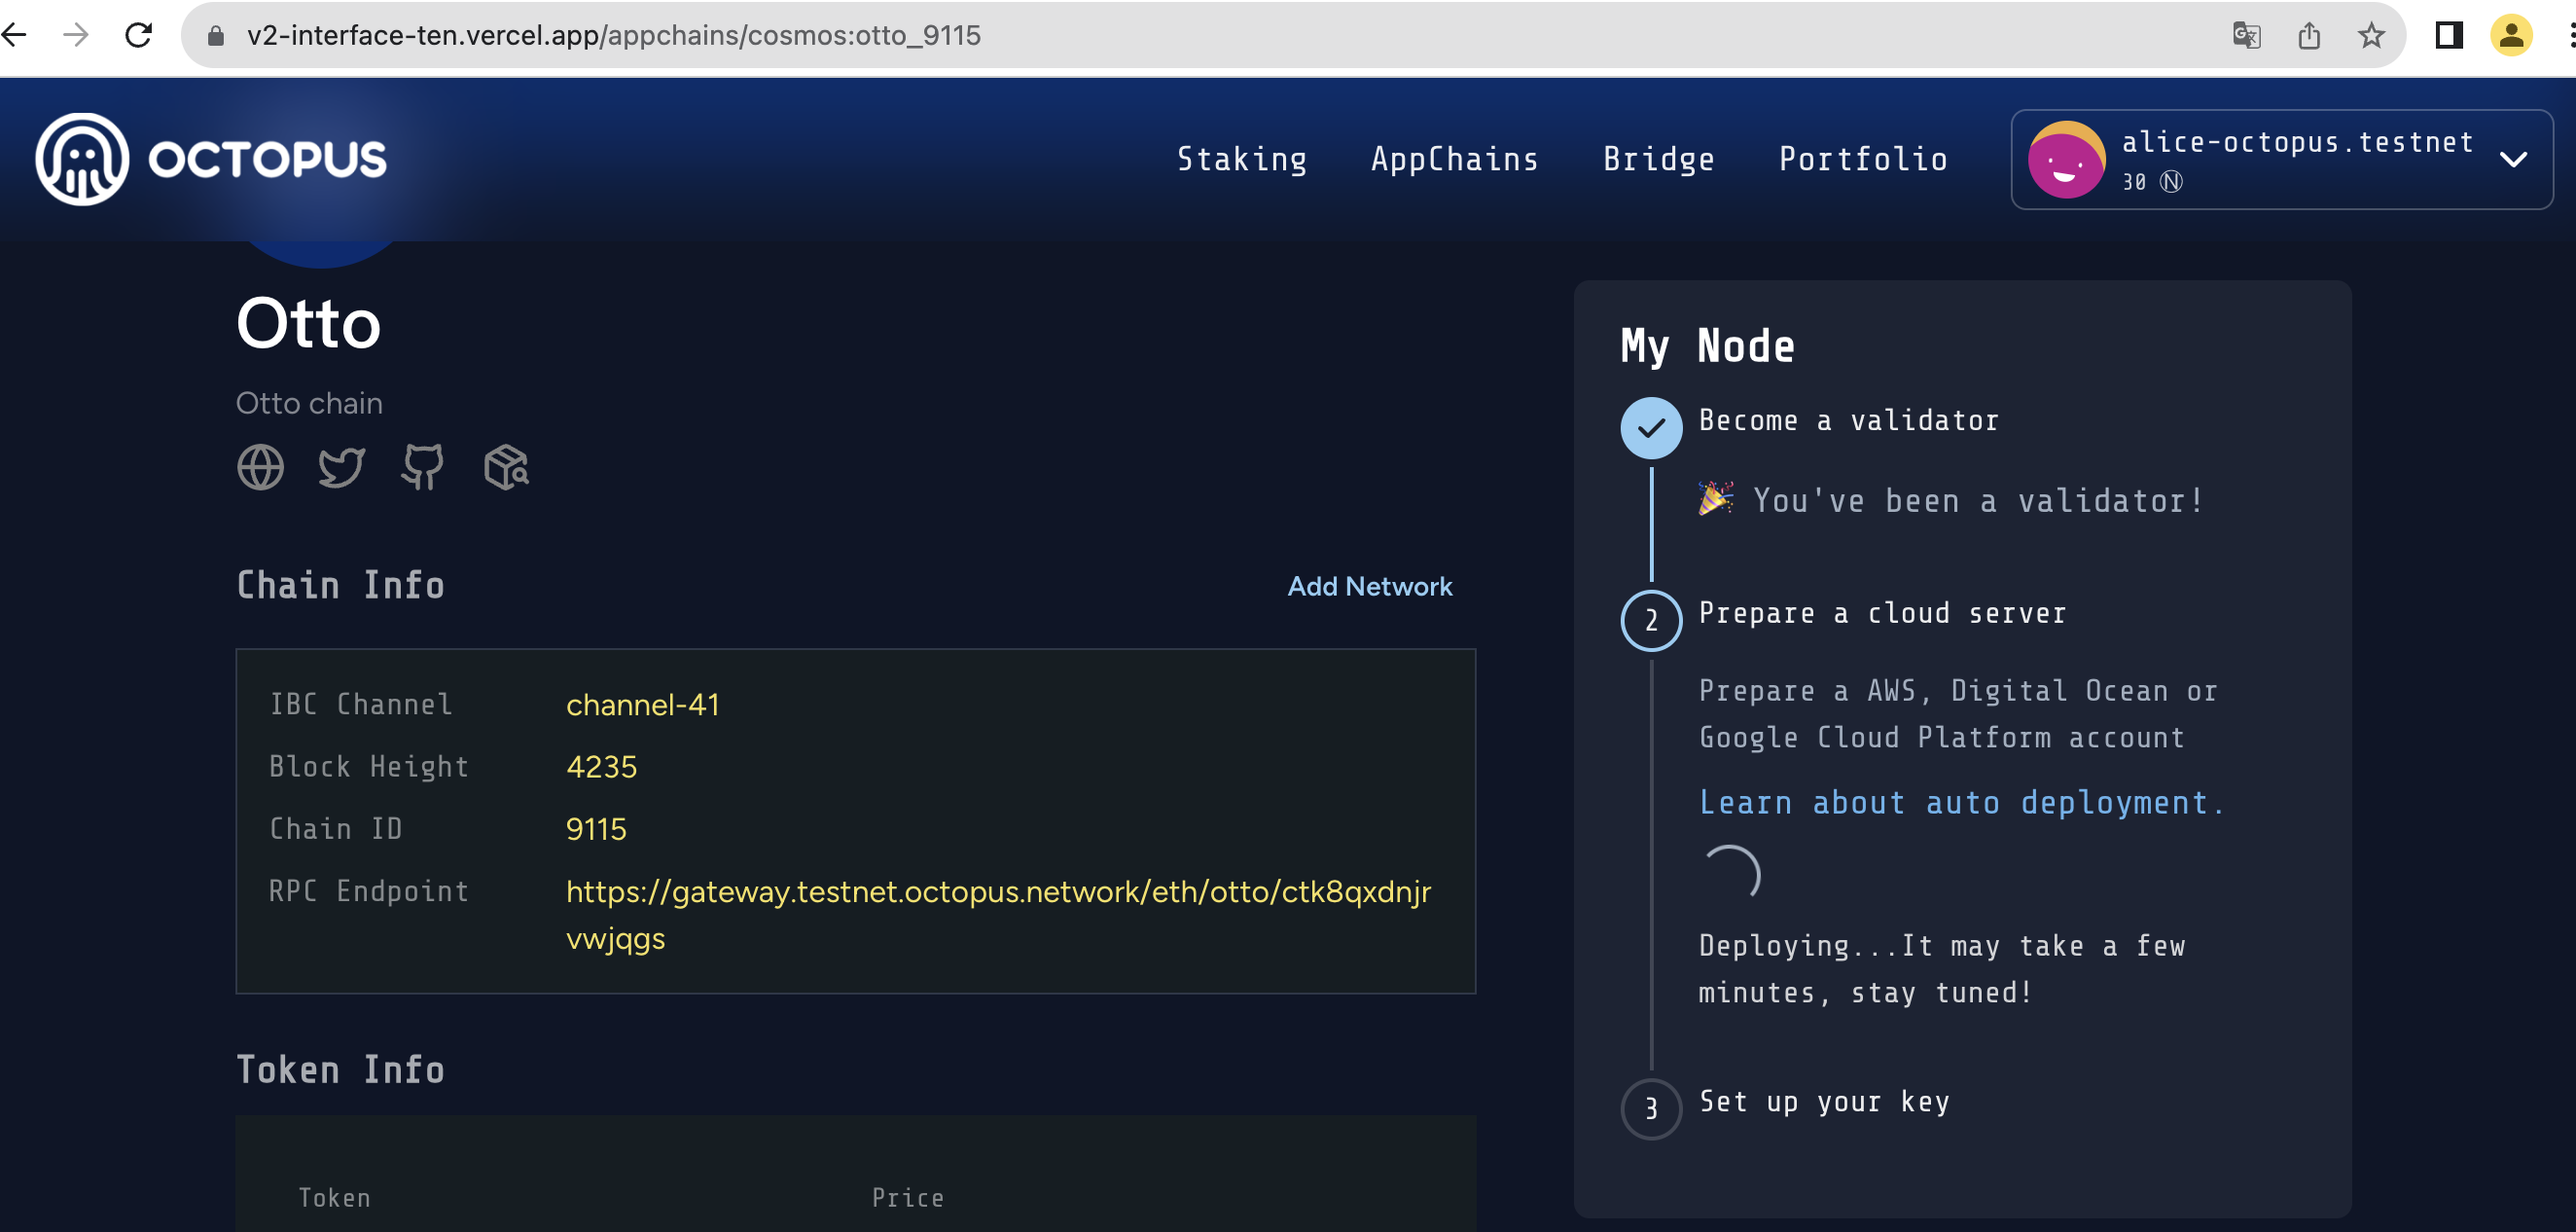 v2-interface-ten.vercel.app/appchains/cosmos:otto_9115
OCTOPUS
Staking
AppChains
Bridge
Portfolio
alice-octopus.testnet
30 Ⓝ
Otto
Otto chain
Chain Info
Add Network
IBC Channel channel-41
Block Height 4235
Chain ID 9115
RPC Endpoint https://gateway.testnet.octopus.network/eth/otto/ctk8qxdnjr
vwjqgs
Token Info
Token Price
My Node
Become a validator
🎉 You've been a validator!
2 Prepare a cloud server
Prepare a AWS, Digital Ocean or
Google Cloud Platform account
Learn about auto deployment.
Deploying...It may take a few
minutes, stay tuned!
3 Set up your key